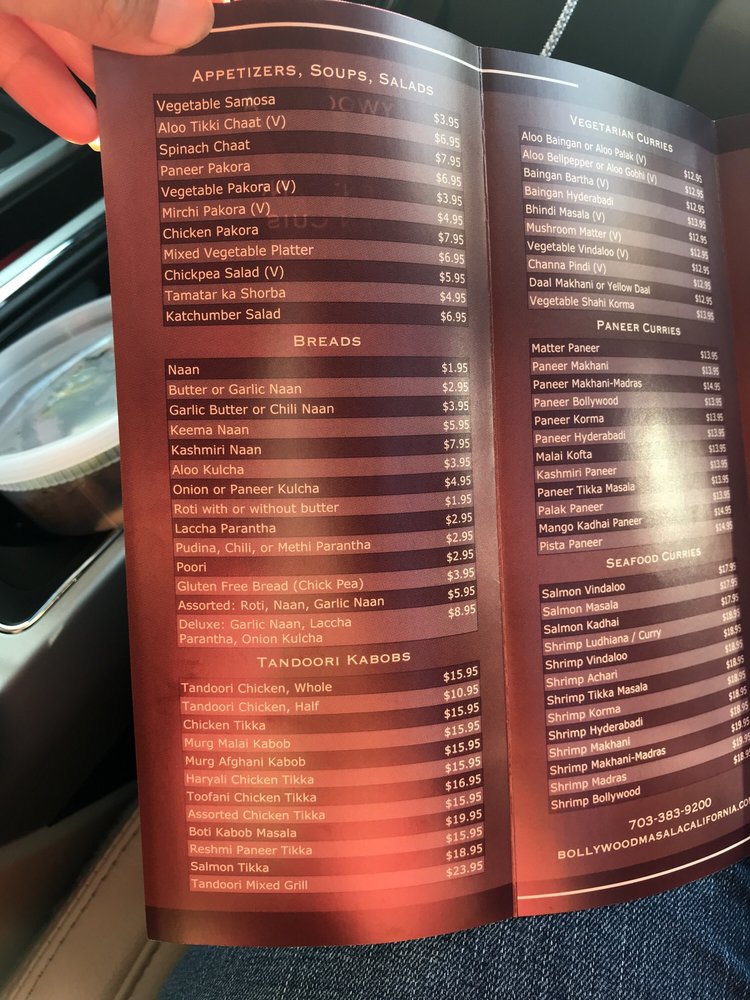 APPETIZERS, SOUPS, SALADS
Vegetable Samosa $3.95
Aloo Tikki Chaat (V) $6.95
Spinach Chaat $7.95
Paneer Pakora $6.95
Vegetable Pakora (V) $3.95
Mirchi Pakora (V) $4.95
Chicken Pakora $7.95
Mixed Vegetable Platter $6.95
Chickpea Salad (V) $5.95
Tamatar ka Shorba $4.95
Katchumber Salad $6.95
BREADS
Naan $1.95
Butter or Garlic Naan $2.95
Garlic Butter or Chili Naan $3.95
Keema Naan $5.95
Kashmiri Naan $7.95
Aloo Kulcha $3.95
Onion or Paneer Kulcha $4.95
Roti with or without butter $1.95
Laccha Parantha $2.95
Pudina, Chili, or Methi Parantha $2.95
Poori $2.95
Gluten Free Bread (Chick Pea) $3.95
Assorted: Roti, Naan, Garlic Naan $5.95
Deluxe: Garlic Naan, Laccha $8.95
Parantha, Onion Kulcha
TANDOORI KABOBS
Tandoori Chicken, Whole $15.95
Tandoori Chicken, Half $10.95
Chicken Tikka $15.95
Murg Malai Kabob $15.95
Murg Afghani Kabob $15.95
Haryali Chicken Tikka $15.95
Toofani Chicken Tikka $16.95
Assorted Chicken Tikka $15.95
Boti Kabob Masala $19.95
Reshmi Paneer Tikka $15.95
Salmon Tikka $18.95
Tandoori Mixed Grill $23.95
VEGETARIAN CURRIES
Aloo Baingan or Aloo Palak (V) $12.95
Aloo Bellpepper or Aloo Gobhi (V) $12.95
Baingan Bartha (V) $12.95
Baingan Hyderabadi $13.95
Bhindi Masala (V) $12.95
Mushroom Matter (V) $12.95
Vegetable Vindaloo (V) $12.95
Channa Pindi (V) $12.95
Daal Makhani or Yellow Daal $12.95
Vegetable Shahi Korma $13.95
PANEER CURRIES
Matter Paneer $13.95
Paneer Makhani $13.95
Paneer Makhani-Madras $14.95
Paneer Bollywood $13.95
Paneer Korma $13.95
Paneer Hyderabadi $13.95
Malai Kofta $13.95
Kashmiri Paneer $13.95
Paneer Tikka Masala $13.95
Palak Paneer $13.95
Mango Kadhai Paneer $14.95
Pista Paneer $14.95
SEAFOOD CURRIES
Salmon Vindaloo $17.95
Salmon Masala $17.95
Salmon Kadhai $17.95
Shrimp Ludhiana / Curry $18.95
Shrimp Vindaloo $18.95
Shrimp Achari $18.95
Shrimp Tikka Masala $18.95
Shrimp Korma $18.95
Shrimp Hyderabadi $18.95
Shrimp Makhani $18.95
Shrimp Makhani-Madras $19.95
Shrimp Madras $19.95
Shrimp Bollywood
703-383-9200
BOLLYWOODMASALACALIFORNIA.CO